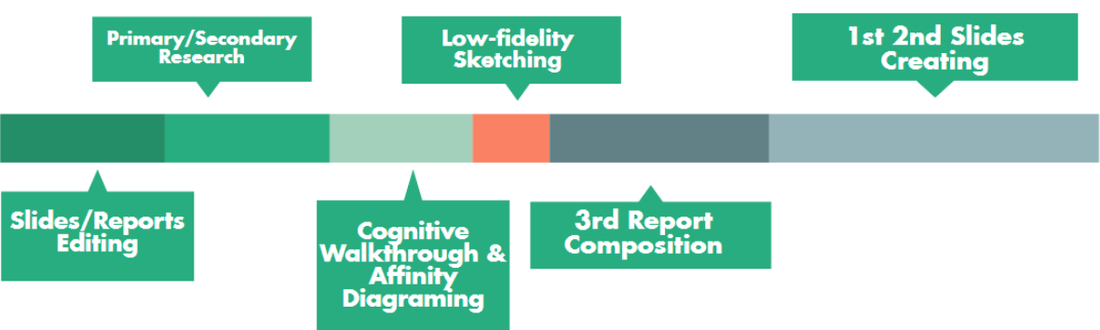 Primary/Secondary
Research
Low-fidelity
Sketching
1st 2nd Slides
Creating
Slides/Reports
Editing
Cognitive
Walkthrough &
Affinity
Diagraming
3rd Report
Composition